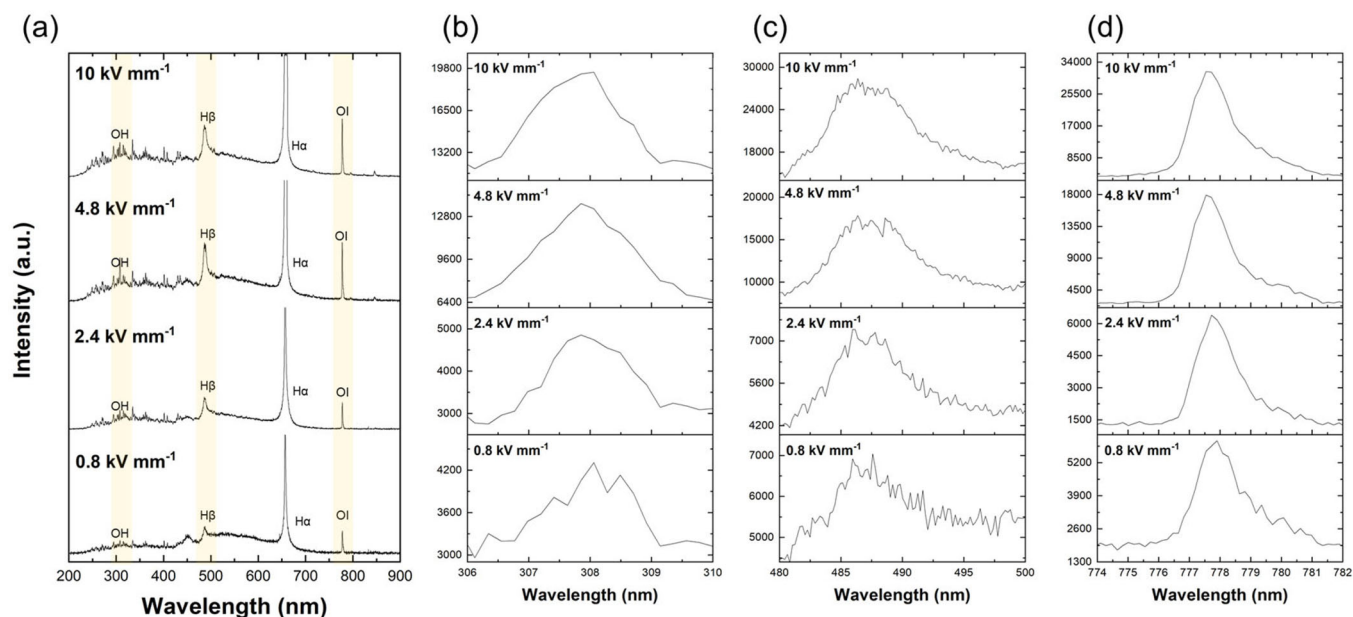 (a)
10 kV mm⁻¹
OH
Hβ
Hα
OI
4.8 kV mm⁻¹
OH
Hβ
Hα
OI
2.4 kV mm⁻¹
OH
Hβ
Hα
OI
0.8 kV mm⁻¹
OH
Hβ
Hα
OI
200 300 400 500 600 700 800 900
Wavelength (nm)
Intensity (a.u.)
(b)
10 kV mm⁻¹
19800
17600
15400
13200
4.8 kV mm⁻¹
12800
9600
6400
2.4 kV mm⁻¹
5000
4000
3000
0.8 kV mm⁻¹
4200
3600
3000
306 307 308 309 310
Wavelength (nm)
(c)
10 kV mm⁻¹
30000
27000
24000
21000
18000
4.8 kV mm⁻¹
20000
17500
15000
10000
2.4 kV mm⁻¹
7000
5600
4200
0.8 kV mm⁻¹
7000
6000
5000
480 485 490 495 500
Wavelength (nm)
(d)
10 kV mm⁻¹
34000
25500
17000
8500
4.8 kV mm⁻¹
18000
13500
9000
4500
2.4 kV mm⁻¹
6000
4500
3000
1500
0.8 kV mm⁻¹
5200
3900
2600
1300
774 775 776 777 778 779 780 781 782
Wavelength (nm)